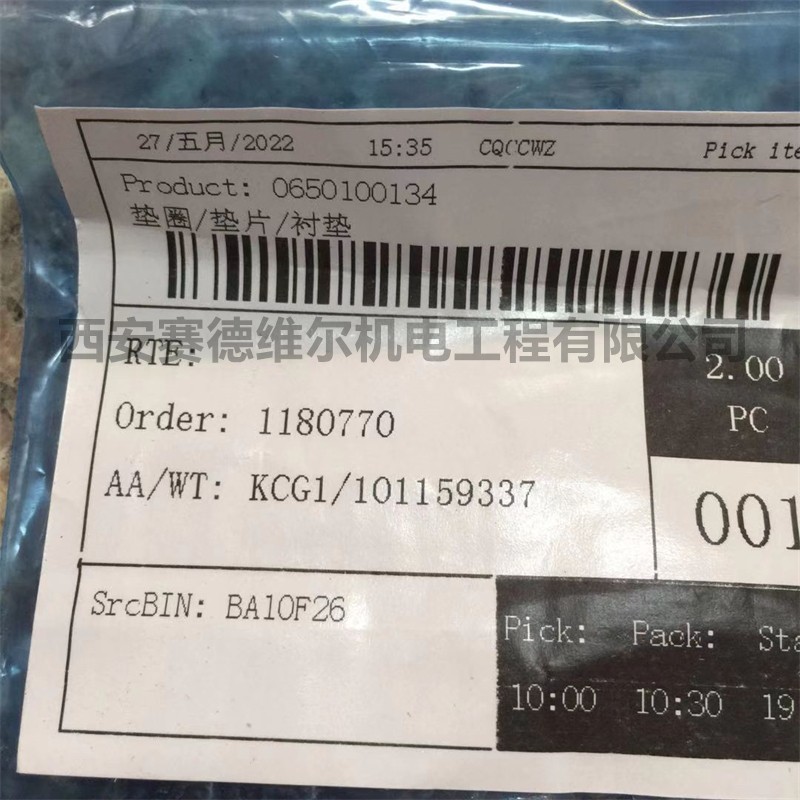 27/五月/2022 15:35 CQCCWZ Pick ite
Product: 0650100134
垫圈/垫片/衬垫
西安赛德维尔机电工程有限公司
RTE:
2.00
PC
Order: 1180770
AA/WT: KCG1/101159337
001
SrcBIN: BA10F26
Pick: Pack: Sta
10:00 10:30 19